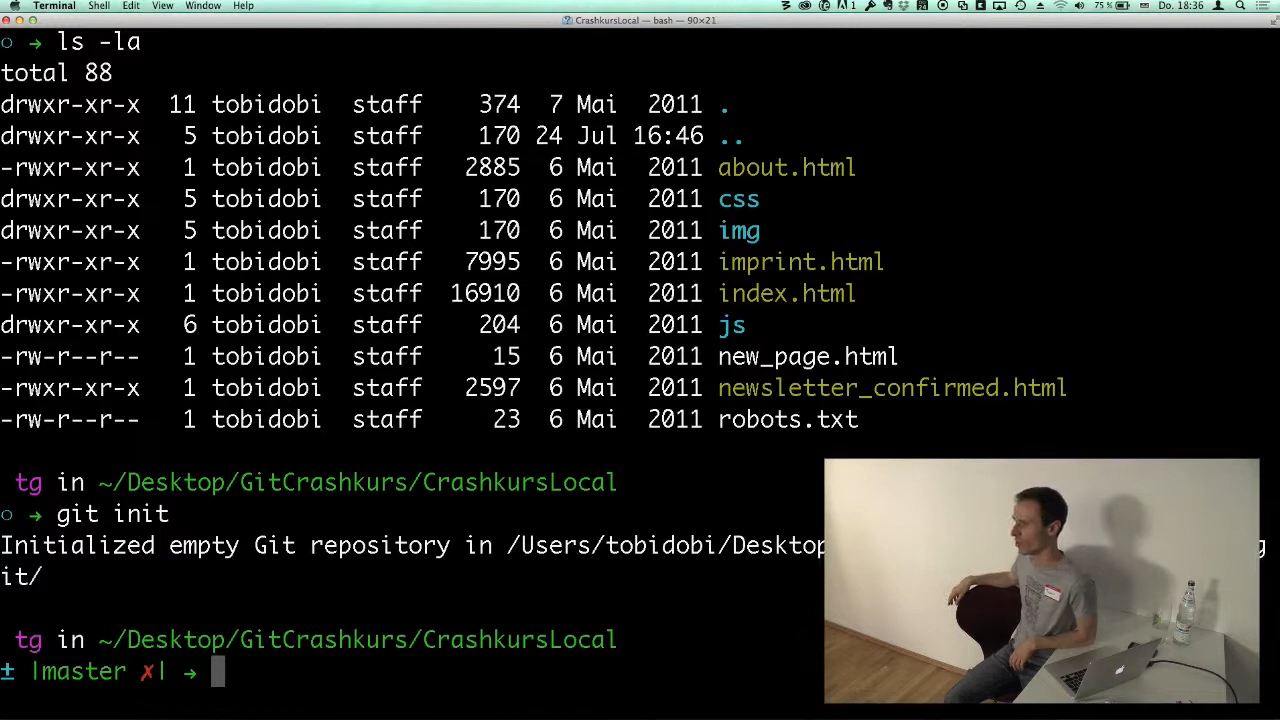 Terminal Shell Edit View Window Help 1 75 % Do. 18:36
CrashkursLocal — bash — 90×21
○ → ls -la
total 88
drwxr-xr-x 11 tobidobi staff 374 7 Mai 2011 .
drwxr-xr-x 5 tobidobi staff 170 24 Jul 16:46 ..
-rwxr-xr-x 1 tobidobi staff 2885 6 Mai 2011 about.html
drwxr-xr-x 5 tobidobi staff 170 6 Mai 2011 css
drwxr-xr-x 5 tobidobi staff 170 6 Mai 2011 img
-rwxr-xr-x 1 tobidobi staff 7995 6 Mai 2011 imprint.html
-rwxr-xr-x 1 tobidobi staff 16910 6 Mai 2011 index.html
drwxr-xr-x 6 tobidobi staff 204 6 Mai 2011 js
-rw-r--r-- 1 tobidobi staff 15 6 Mai 2011 new_page.html
-rwxr-xr-x 1 tobidobi staff 2597 6 Mai 2011 newsletter_confirmed.html
-rw-r--r-- 1 tobidobi staff 23 6 Mai 2011 robots.txt
tg in ~/Desktop/GitCrashkurs/CrashkursLocal
○ → git init
Initialized empty Git repository in /Users/tobidobi/Desktop g
it/
tg in ~/Desktop/GitCrashkurs/CrashkursLocal
± |master ✗| →